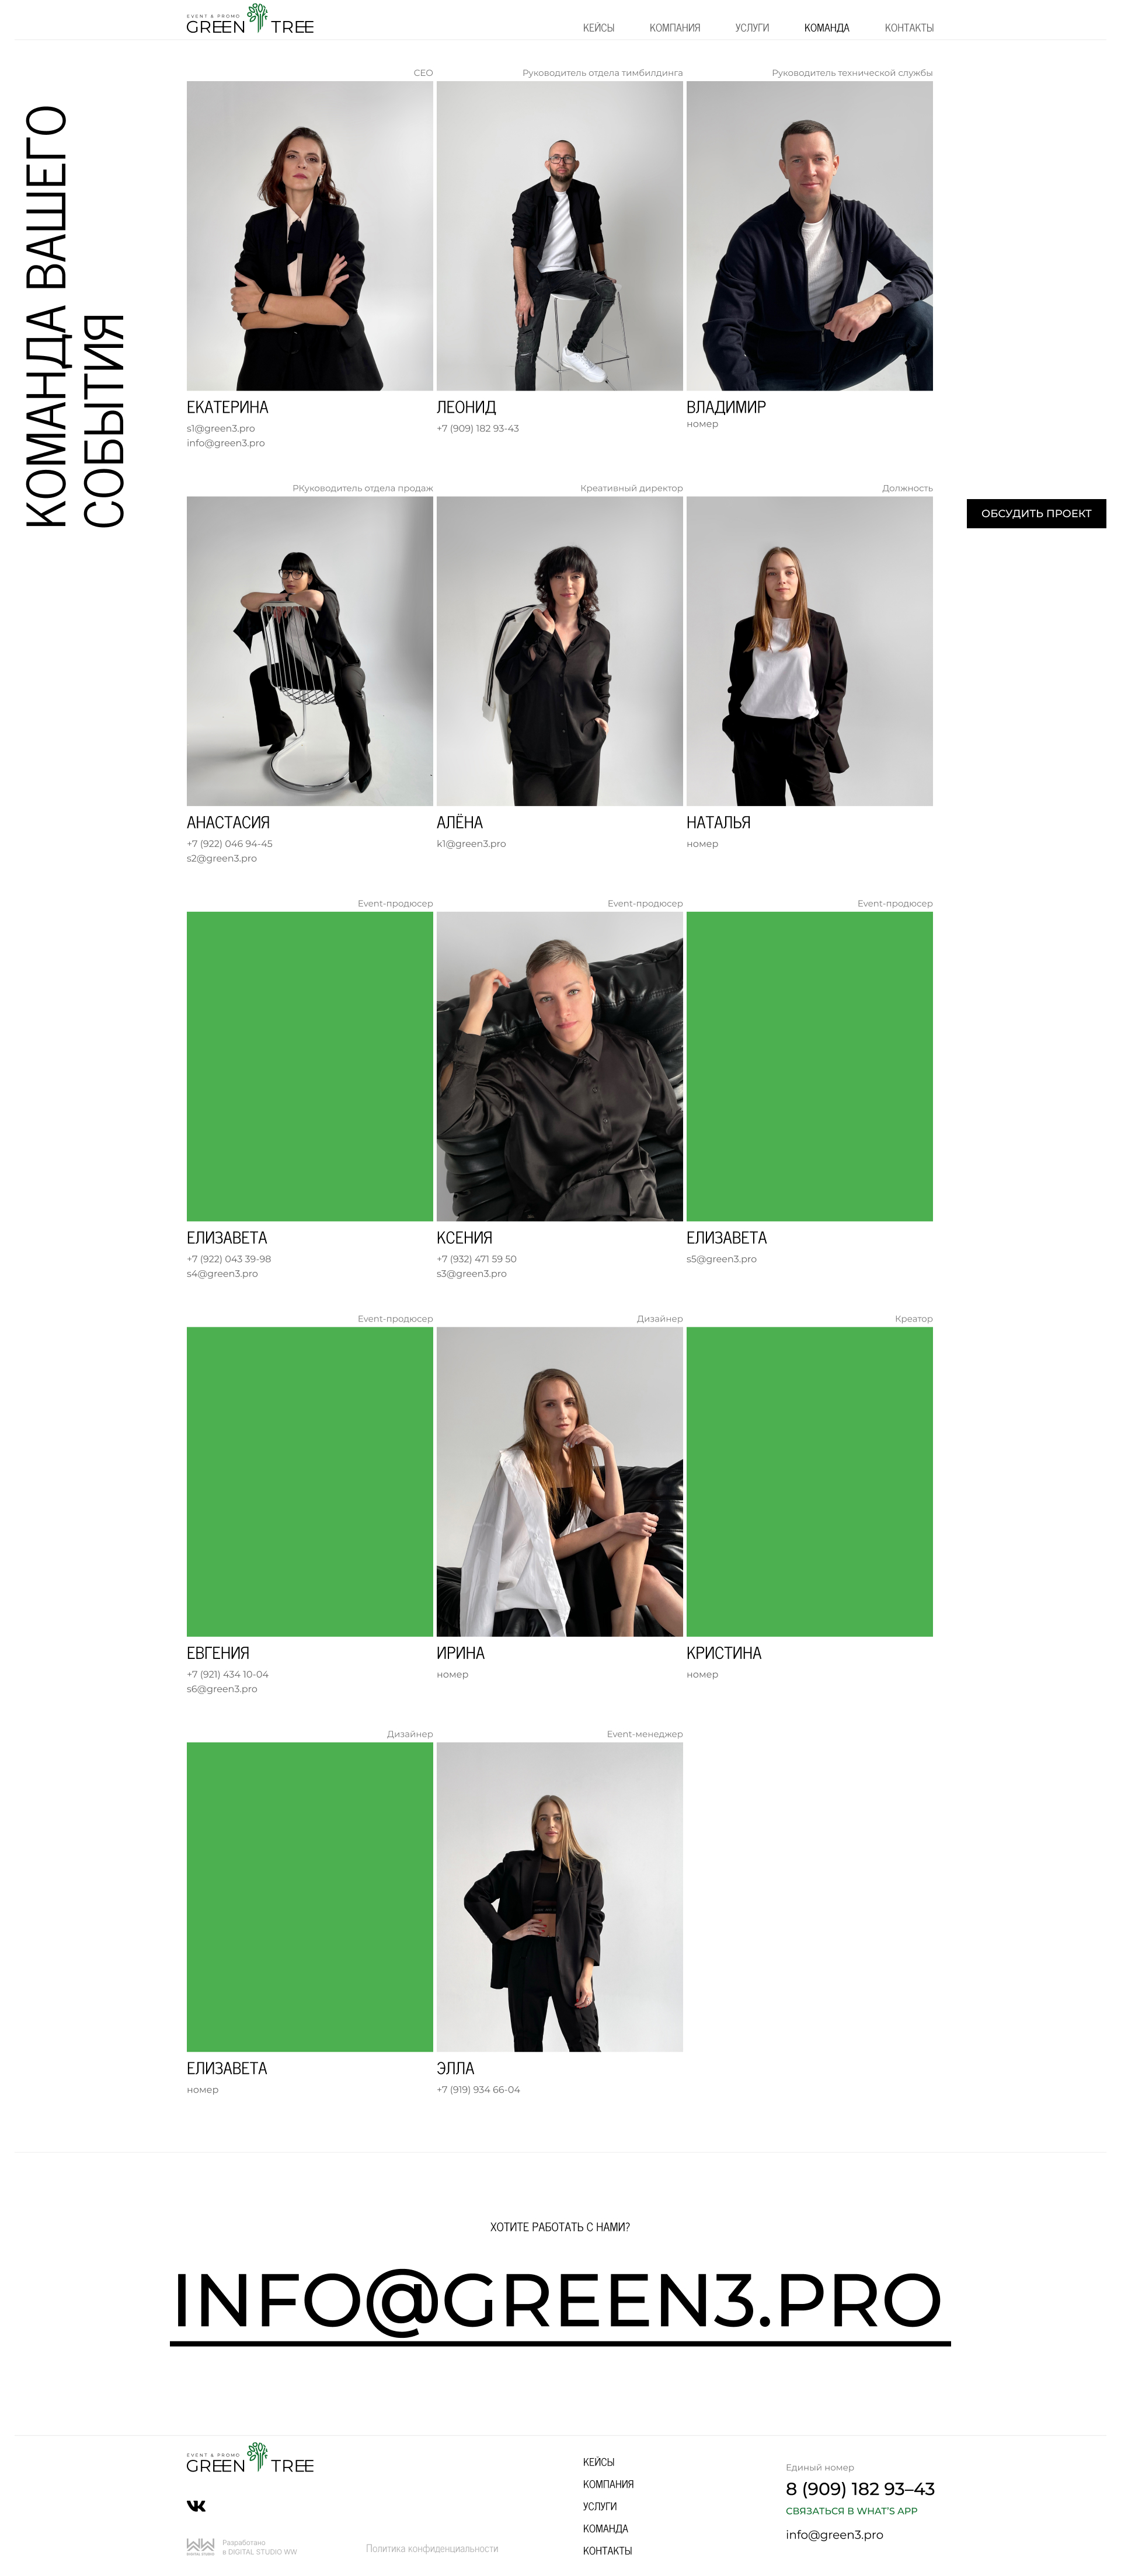 EVENT & PROMO
GREEN TREE
КЕЙСЫ
КОМПАНИЯ
УСЛУГИ
КОМАНДА
КОНТАКТЫ
КОМАНДА ВАШЕГО
СОБЫТИЯ
CEO
ЕКАТЕРИНА
s1@green3.pro
info@green3.pro
Руководитель отдела тимбилдинга
ЛЕОНИД
+7 (909) 182 93-43
Руководитель технической службы
ВЛАДИМИР
номер
РКуководитель отдела продаж
АНАСТАСИЯ
+7 (922) 046 94-45
s2@green3.pro
Креативный директор
АЛЁНА
k1@green3.pro
Должность
НАТАЛЬЯ
номер
ОБСУДИТЬ ПРОЕКТ
Event-продюсер
ЕЛИЗАВЕТА
+7 (922) 043 39-98
s4@green3.pro
Event-продюсер
КСЕНИЯ
+7 (932) 471 59 50
s3@green3.pro
Event-продюсер
ЕЛИЗАВЕТА
s5@green3.pro
Event-продюсер
ЕВГЕНИЯ
+7 (921) 434 10-04
s6@green3.pro
Дизайнер
ИРИНА
номер
Креатор
КРИСТИНА
номер
Дизайнер
ЕЛИЗАВЕТА
номер
Event-менеджер
ЭЛЛА
+7 (919) 934 66-04
ХОТИТЕ РАБОТАТЬ С НАМИ?
INFO@GREEN3.PRO
EVENT & PROMO
GREEN TREE
Разработано
в DIGITAL STUDIO WW
Политика конфиденциальности
КЕЙСЫ
КОМПАНИЯ
УСЛУГИ
КОМАНДА
КОНТАКТЫ
Единый номер
8 (909) 182 93–43
СВЯЗАТЬСЯ В WHAT'S APP
info@green3.pro